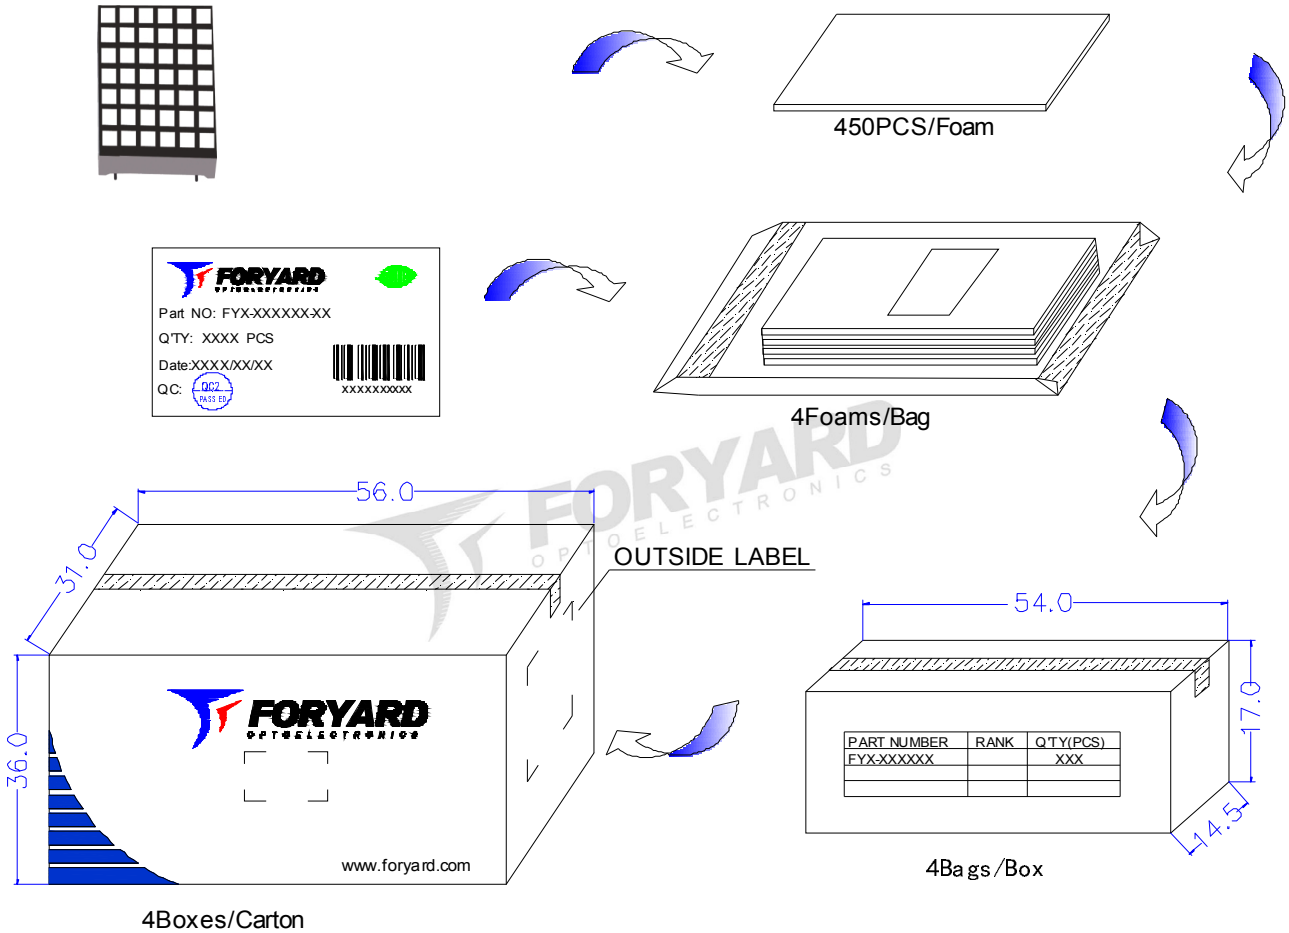 450PCS/Foam
FORYARD
OPTOELECTRONICS
Part NO: FYX-XXXXXX-XX
Q'TY: XXXX PCS
Date:XXXX/XX/XX
QC: QC2
PASSED
XXXXXXXXXX
4Foams/Bag
FORYARD
OPTOELECTRONICS
56.0
31.0
OUTSIDE LABEL
54.0
36.0
FORYARD
OPTOELECTRONICS
www.foryard.com
4Boxes/Carton
17.0
PART NUMBER RANK Q'TY(PCS)
FYX-XXXXXX XXX
14.5
4Bags/Box